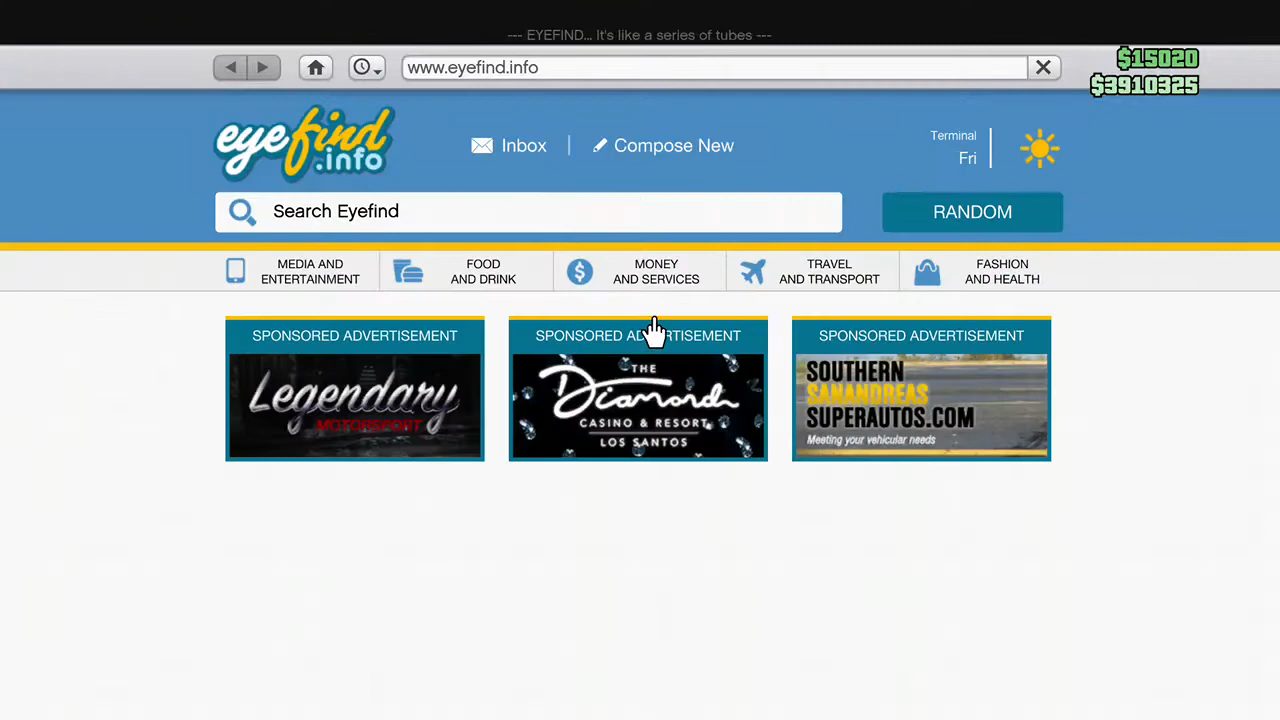 --- EYEFIND... It's like a series of tubes ---
www.eyefind.info
$15020
$3910325
eyefind
.info
Inbox
Compose New
Terminal
Fri
Search Eyefind
RANDOM
MEDIA AND
ENTERTAINMENT
FOOD
AND DRINK
MONEY
AND SERVICES
TRAVEL
AND TRANSPORT
FASHION
AND HEALTH
SPONSORED ADVERTISEMENT
Legendary
MOTORSPORT
SPONSORED ADVERTISEMENT
THE
Diamond
CASINO & RESORT
LOS SANTOS
SPONSORED ADVERTISEMENT
SOUTHERN
SANANDREAS
SUPERAUTOS.COM
Meeting your vehicular needs